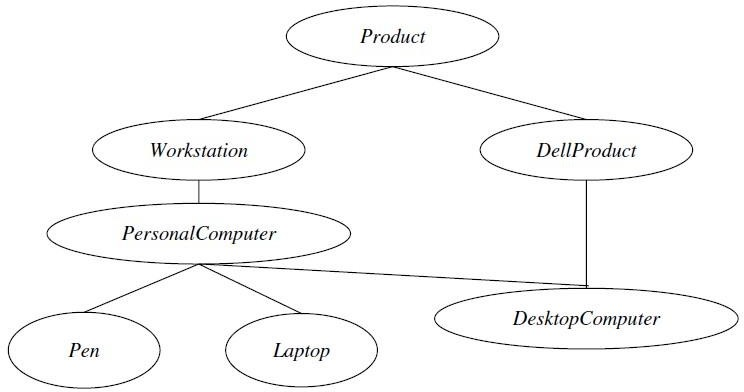 Product
Workstation
DellProduct
PersonalComputer
DesktopComputer
Pen
Laptop